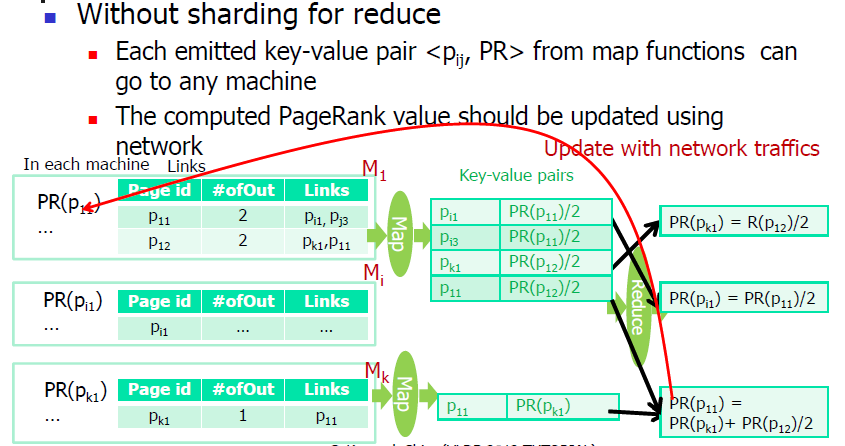 Without sharding for reduce
Each emitted key-value pair <pij, PR> from map functions can
go to any machine
The computed PageRank value should be updated using
network
Update with network traffics
In each machine
Links
M1
Key-value pairs
PR(p11)
...
Page id #ofOut Links
p11 2 pi1, pj3
p12 2 pk1,p11
Map
pi1 PR(p11)/2
pi3 PR(p11)/2
pk1 PR(p12)/2
p11 PR(p12)/2
PR(pk1) = R(p12)/2
Mi
PR(pi1)
...
Page id #ofOut Links
pi1 ... ...
Reduce
PR(pi1) = PR(p11)/2
Mk
PR(pk1)
...
Page id #ofOut Links
pk1 1 p11
Map
p11 PR(pk1)
PR(p11) =
PR(pk1)+ PR(p12)/2